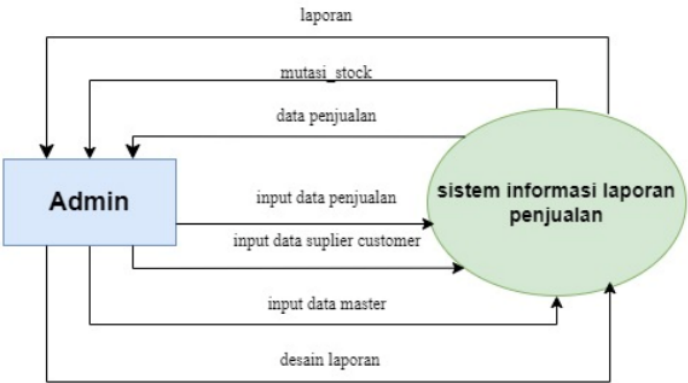 laporan
mutasi_stock
data penjualan
Admin
input data penjualan
sistem informasi laporan
penjualan
input data suplier customer
input data master
desain laporan